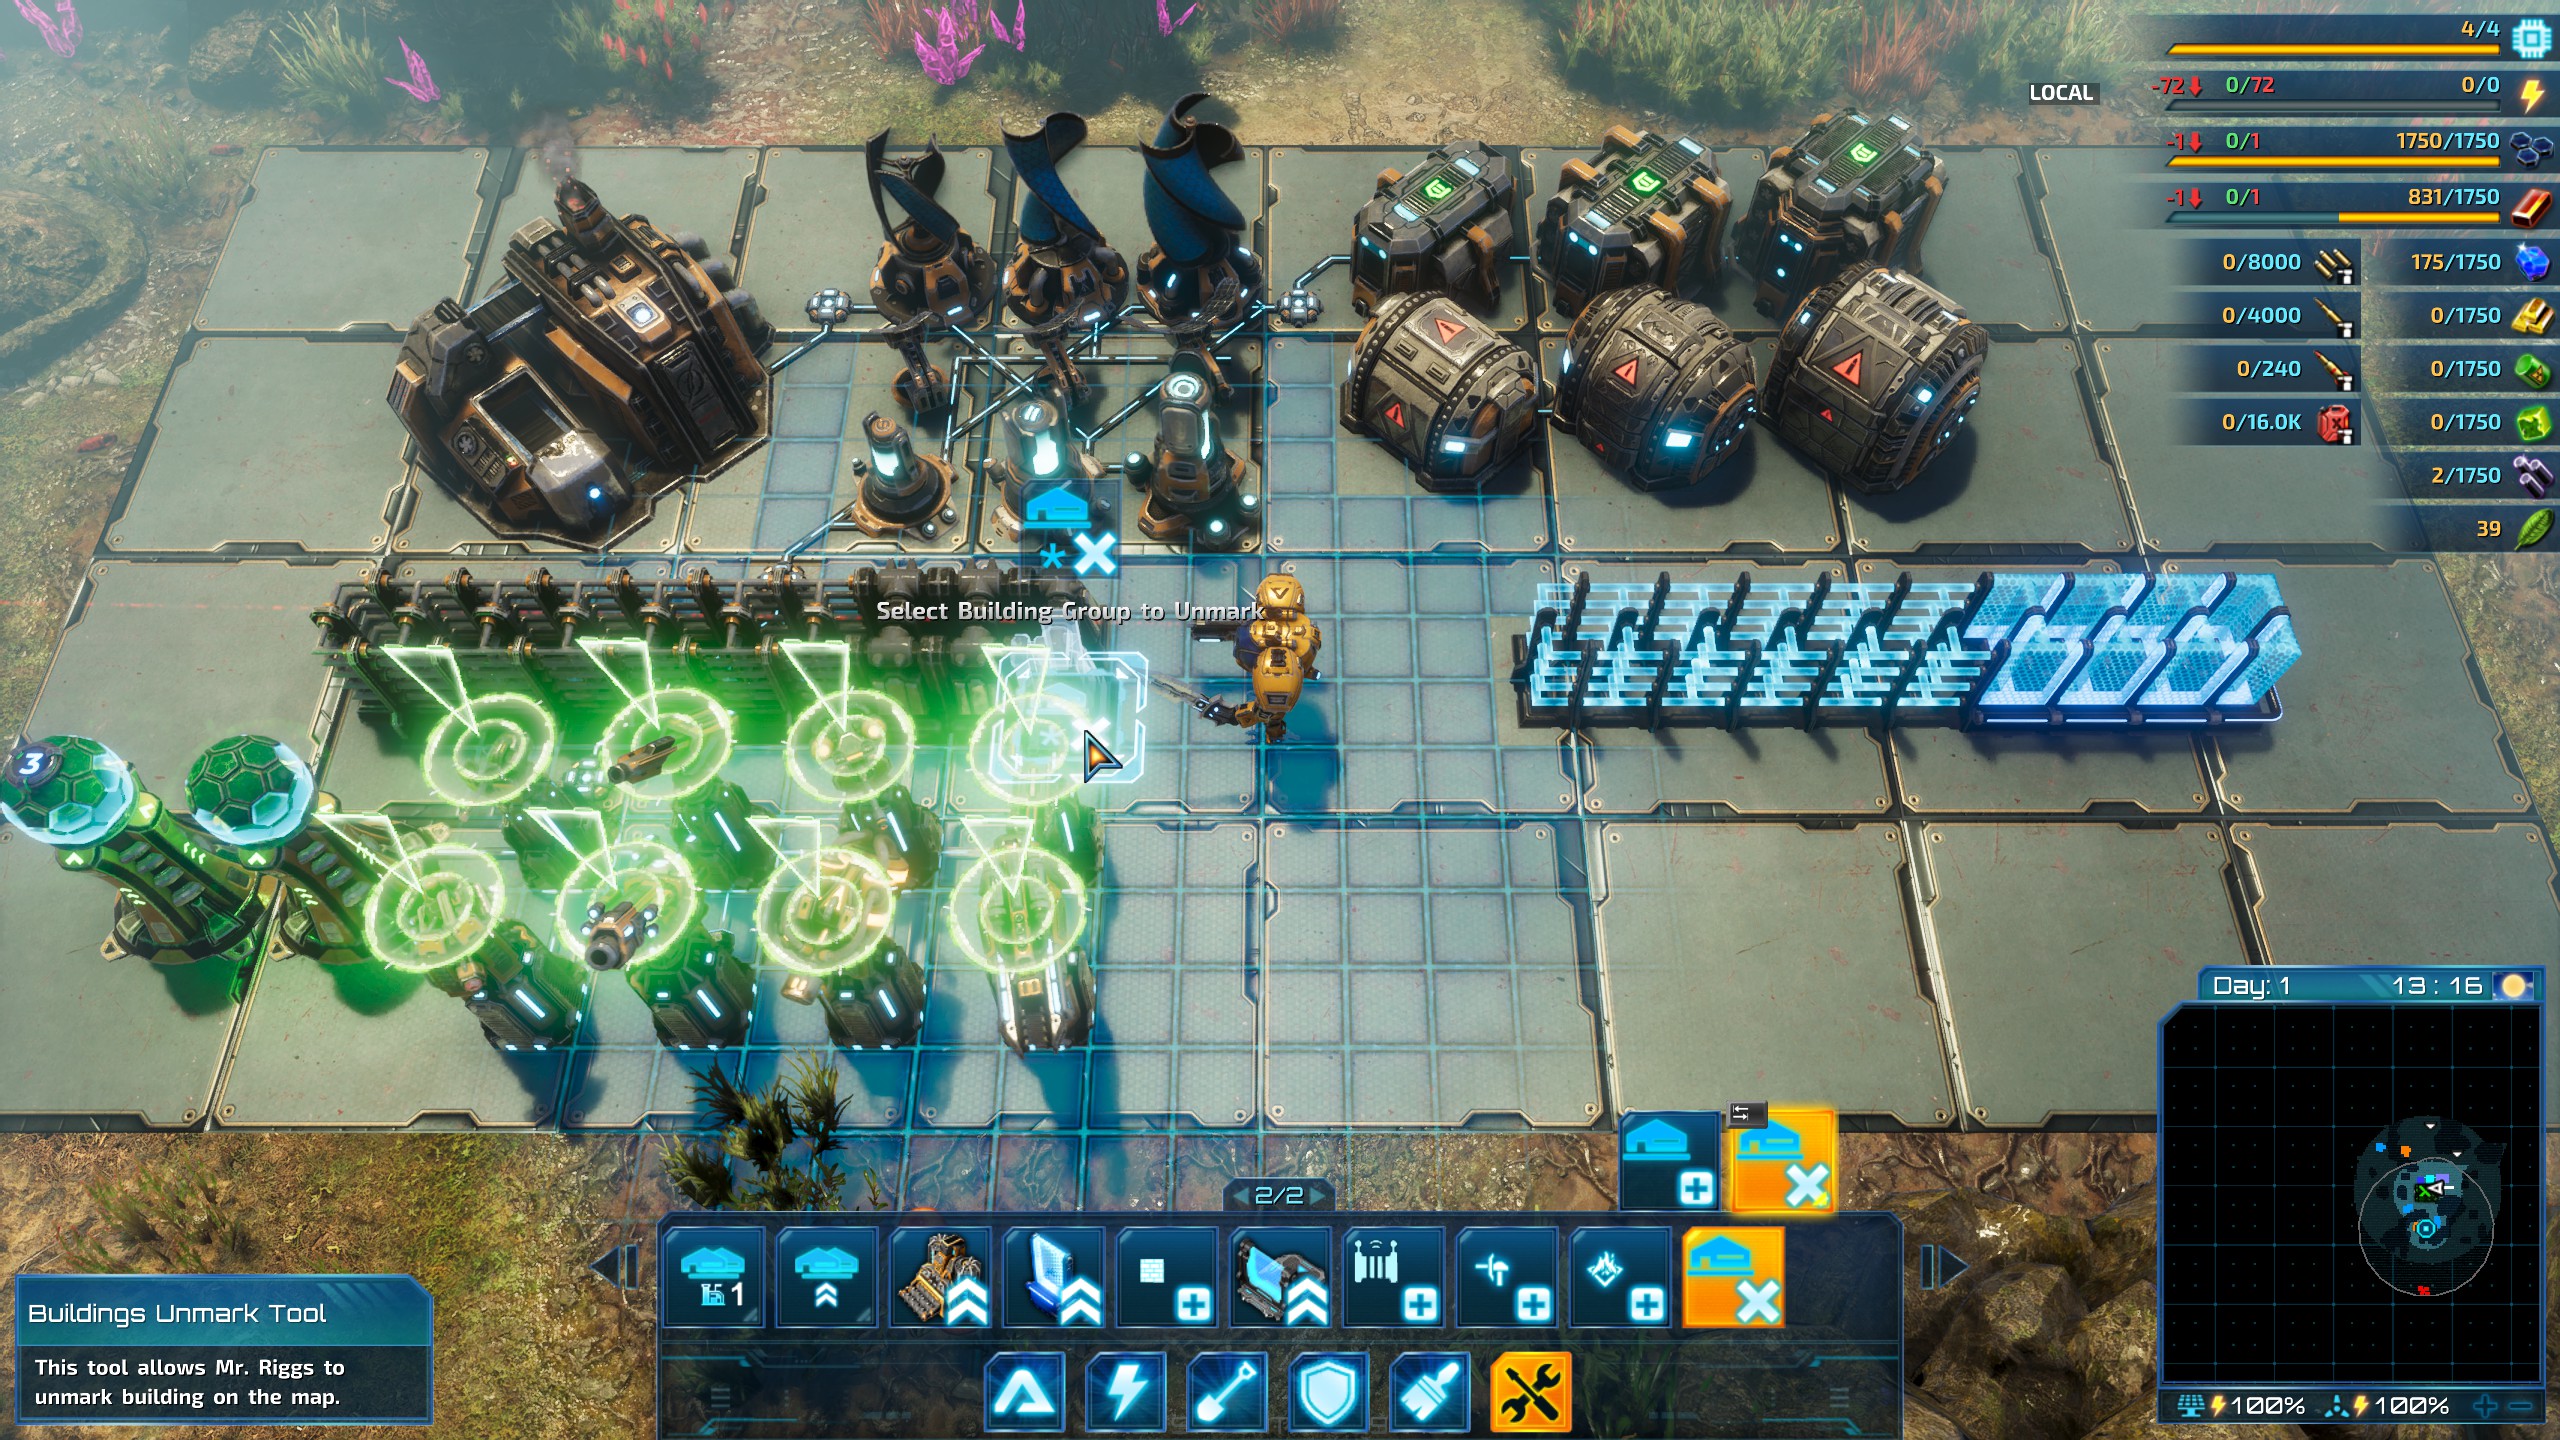 4/4
LOCAL
-72 0/72 0/0
-1 0/1 1750/1750
-1 0/1 831/1750
0/8000 175/1750
0/4000 0/1750
0/240 0/1750
0/16.0K 0/1750
2/1750
39
Select Building Group to Unmark
3
Day: 1 13:16
2/2
1
Buildings Unmark Tool
This tool allows Mr. Riggs to
unmark building on the map.
100% 100%